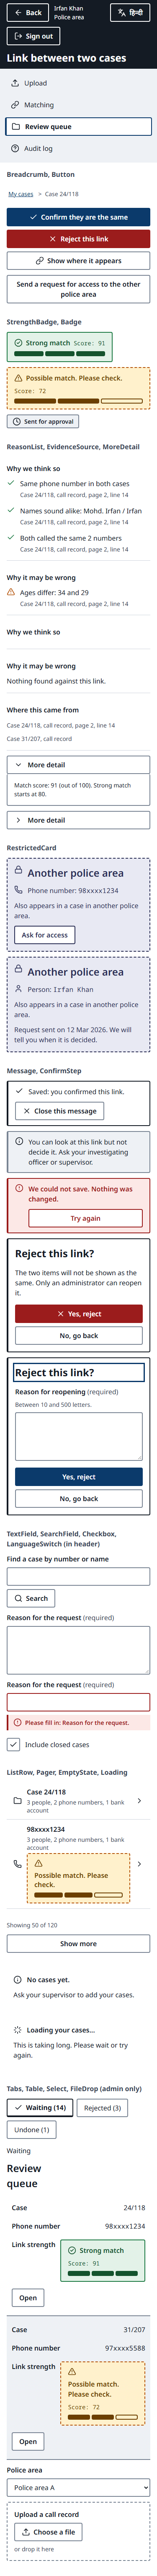 Back
Irfan Khan
Police area
हिन्दी
Sign out
Link between two cases
Upload
Matching
Review queue
Audit log
Breadcrumb, Button
My cases > Case 24/118
Confirm they are the same
Reject this link
Show where it appears
Send a request for access to the other
police area
StrengthBadge, Badge
Strong match Score: 91
Possible match. Please check.
Score: 72
Sent for approval
ReasonList, EvidenceSource, MoreDetail
Why we think so
Same phone number in both cases
Case 24/118, call record, page 2, line 14
Names sound alike: Mohd. Irfan / Irfan
Case 24/118, call record, page 2, line 14
Both called the same 2 numbers
Case 24/118, call record, page 2, line 14
Why it may be wrong
Ages differ: 34 and 29
Case 24/118, call record, page 2, line 14
Why we think so
Why it may be wrong
Nothing found against this link.
Where this came from
Case 24/118, call record, page 2, line 14
Case 31/207, call record
More detail
Match score: 91 (out of 100). Strong match
starts at 80.
More detail
RestrictedCard
Another police area
Phone number: 98xxxx1234
Also appears in a case in another police
area.
Ask for access
Another police area
Person: Irfan Khan
Also appears in a case in another police
area.
Request sent on 12 Mar 2026. We will
tell you when it is decided.
Message, ConfirmStep
Saved: you confirmed this link.
Close this message
You can look at this link but not
decide it. Ask your investigating
officer or supervisor.
We could not save. Nothing was
changed.
Try again
Reject this link?
The two items will not be shown as the
same. Only an administrator can reopen
it.
Yes, reject
No, go back
Reject this link?
Reason for reopening (required)
Between 10 and 500 letters.
Yes, reject
No, go back
TextField, SearchField, Checkbox,
LanguageSwitch (in header)
Find a case by number or name
Search
Reason for the request (required)
Reason for the request (required)
Please fill in: Reason for the request.
Include closed cases
ListRow, Pager, EmptyState, Loading
Case 24/118
3 people, 2 phone numbers, 1 bank
account
98xxxx1234
3 people, 2 phone numbers, 1 bank
account
Possible match. Please
check.
Showing 50 of 120
Show more
No cases yet.
Ask your supervisor to add your cases.
Loading your cases...
This is taking long. Please wait or try
again.
Tabs, Table, Select, FileDrop (admin only)
Waiting (14)
Rejected (3)
Undone (1)
Waiting
Review
queue
Case 24/118
Phone number 98xxxx1234
Link strength
Strong match
Score: 91
Open
Case 31/207
Phone number 97xxxx5588
Link strength
Possible match.
Please check.
Score: 72
Open
Police area
Police area A
Upload a call record
Choose a file
or drop it here